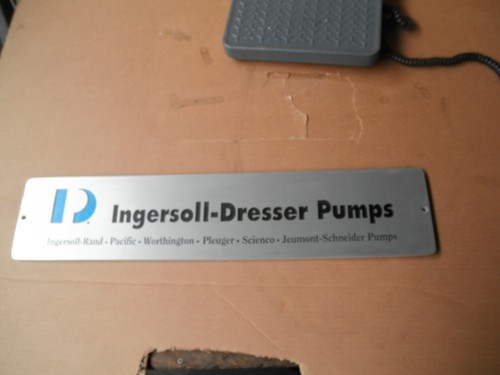 Ingersoll-Dresser Pumps
Ingersoll-Rand • Pacific • Worthington • Pleuger • Scienco • Jeumont-Schneider Pumps